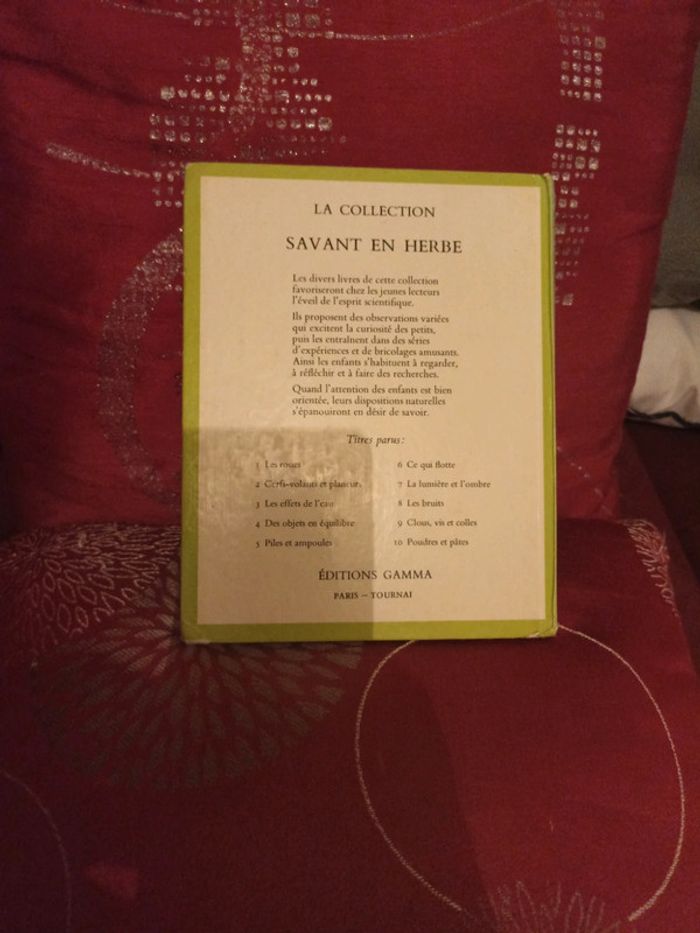 LA COLLECTION
SAVANT EN HERBE
Les divers livres de cette collection
favoriseront chez les jeunes lecteurs
l'éveil de l'esprit scientifique.
Ils proposent des observations variées
qui excitent la curiosité des petits,
puis les entraînent dans des séries
d'expériences et de bricolages amusants.
Ainsi les enfants s'habituent à regarder,
à réfléchir et à faire des recherches.
Quand l'attention des enfants est bien
orientée, leurs dispositions naturelles
s'épanouiront en désir de savoir.
Titres parus:
1 Les roues
2 Cerfs-volants et planeurs
3 Les effets de l'eau
4 Des objets en équilibre
5 Piles et ampoules
6 Ce qui flotte
7 La lumière et l'ombre
8 Les bruits
9 Clous, vis et colles
10 Poudres et pâtes
ÉDITIONS GAMMA
PARIS – TOURNAI